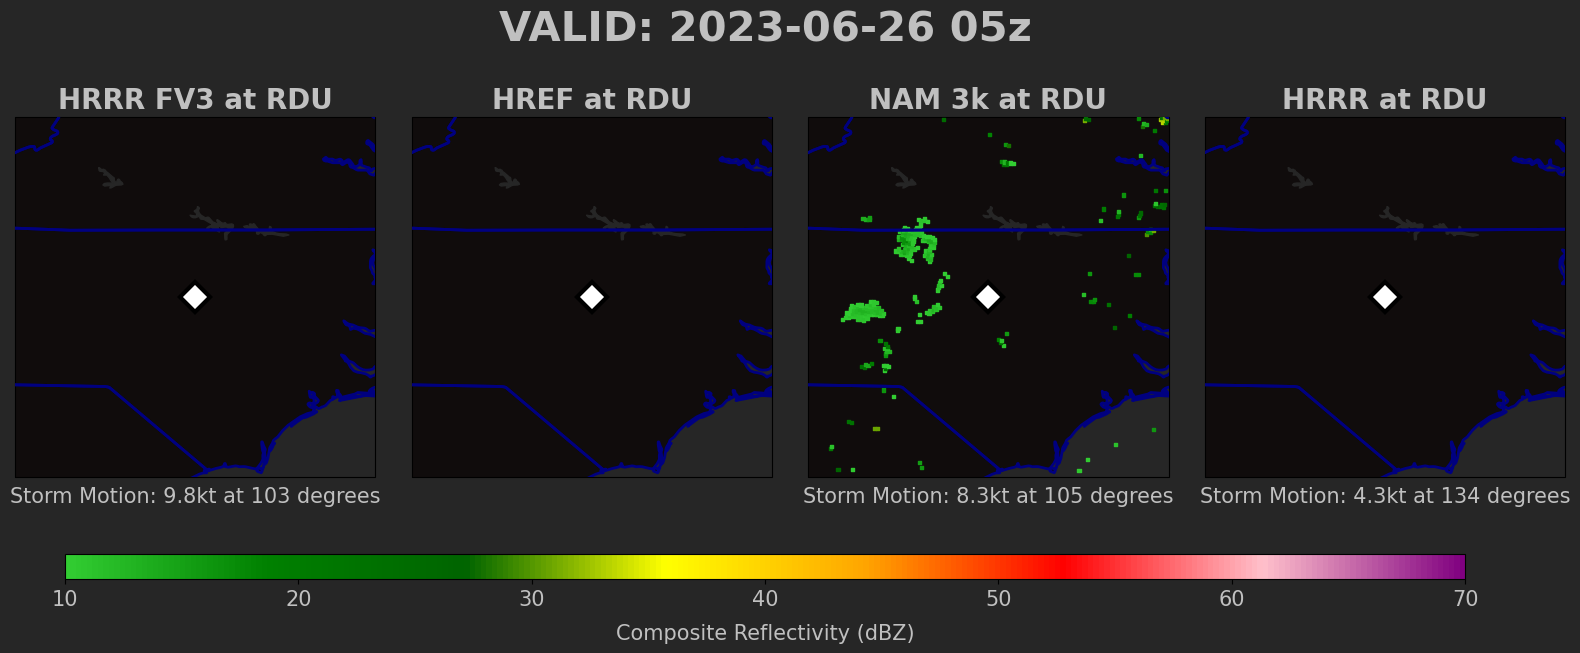 VALID: 2023-06-26 05z
HRRR FV3 at RDU
HREF at RDU
NAM 3k at RDU
HRRR at RDU
Storm Motion: 9.8kt at 103 degrees
Storm Motion: 8.3kt at 105 degrees
Storm Motion: 4.3kt at 134 degrees
10 20 30 40 50 60 70
Composite Reflectivity (dBZ)